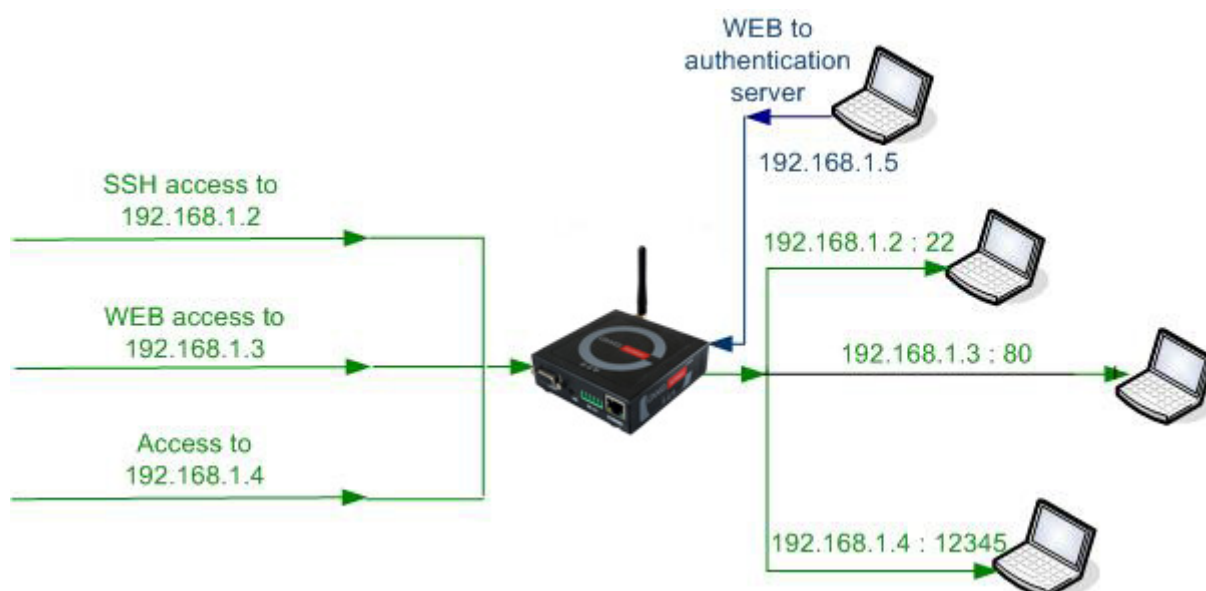 WEB to
authentication
server
192.168.1.5
SSH access to
192.168.1.2
192.168.1.2 : 22
WEB access to
192.168.1.3
192.168.1.3 : 80
Access to
192.168.1.4
192.168.1.4 : 12345